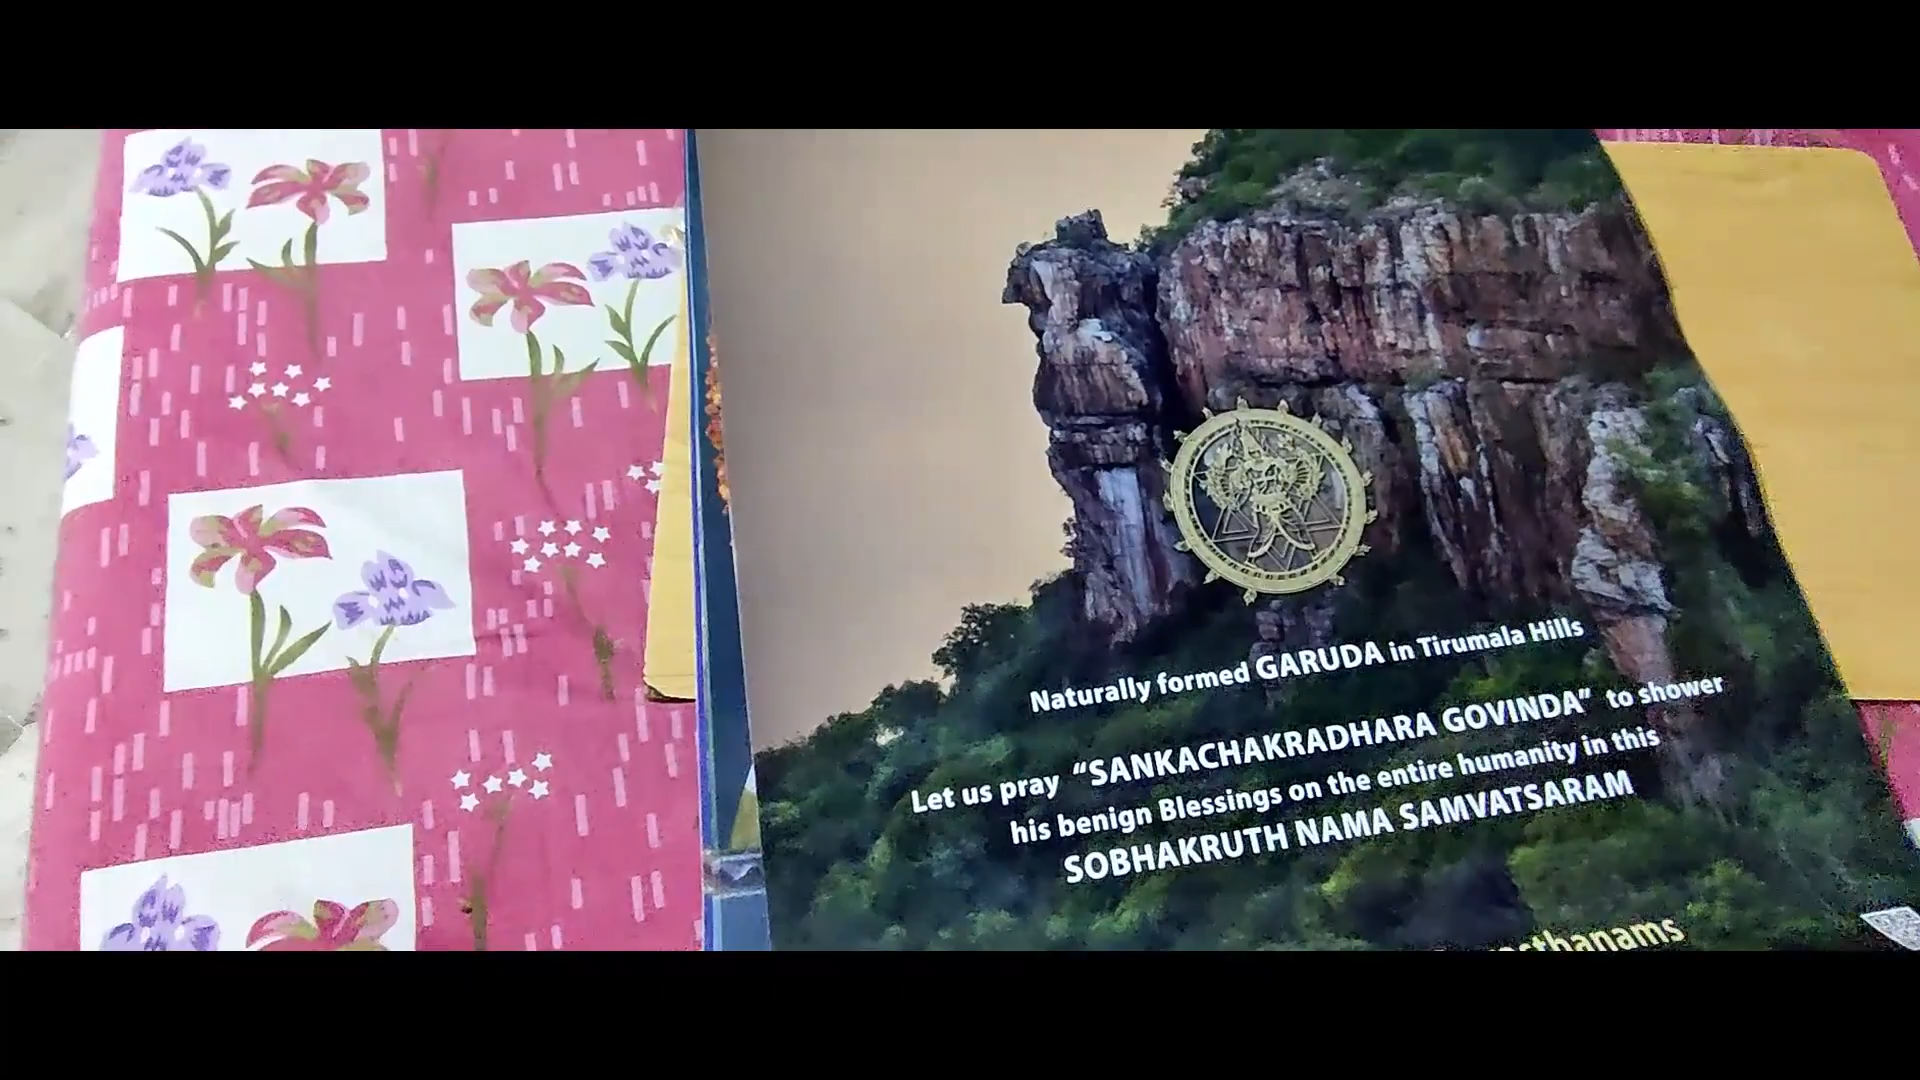 Naturally formed GARUDA in Tirumala Hills
Let us pray “SANKACHAKRADHARA GOVINDA” to shower
his benign Blessings on the entire humanity in this
SOBHAKRUTH NAMA SAMVATSARAM